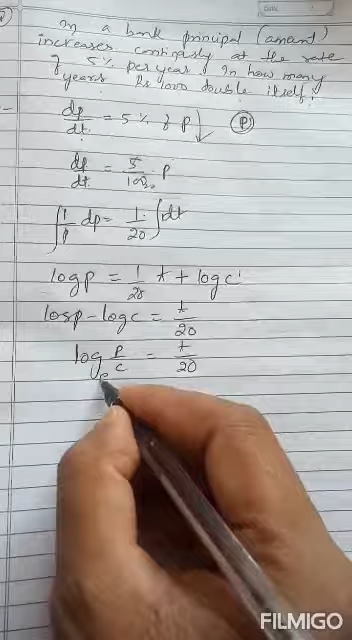 In a bank principal (amount)
increases continously at the rate
of 5% per year. In how many
years Rs 1000 double itself?
dp/dt = 5% of P ↓ (P)
dp/dt = 5/100 P
∫ 1/P dp = 1/20 ∫ dt
log P = 1/20 t + log C
log P - log C = t/20
log_e P/C = t/20
FILMIGO